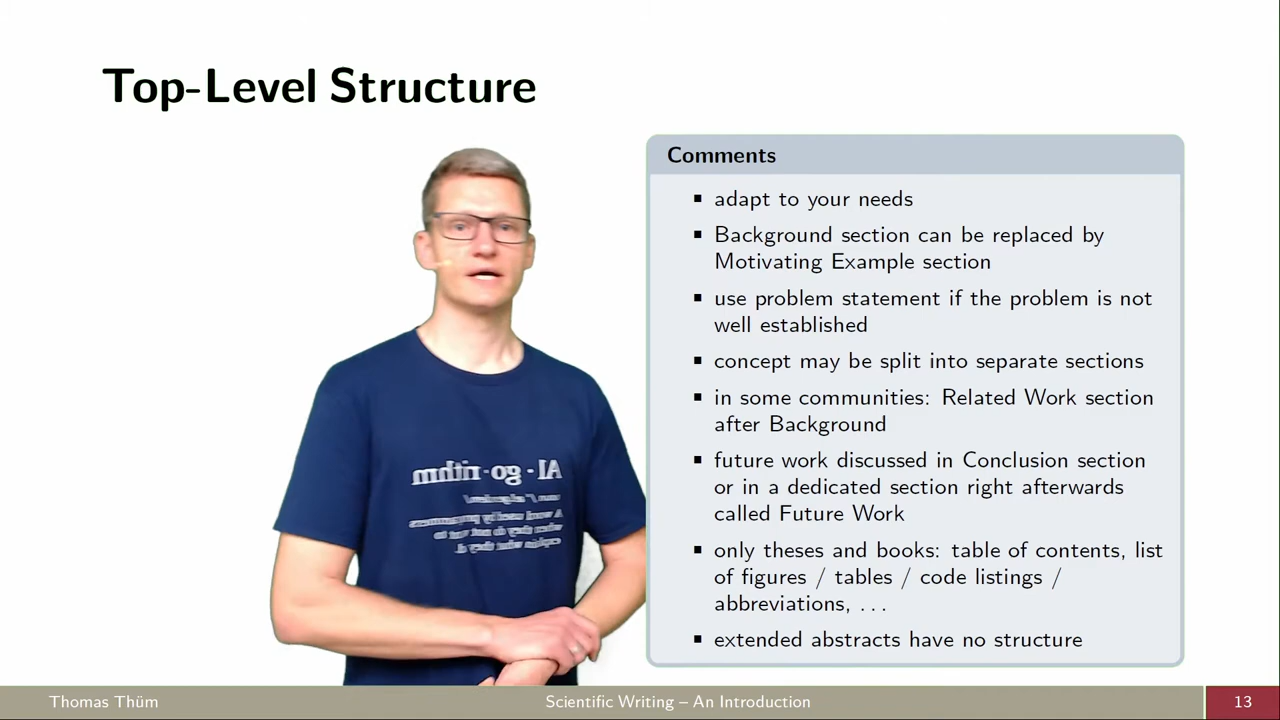 Top-Level Structure
Comments
▪ adapt to your needs
▪ Background section can be replaced by
Motivating Example section
▪ use problem statement if the problem is not
well established
▪ concept may be split into separate sections
▪ in some communities: Related Work section
after Background
▪ future work discussed in Conclusion section
or in a dedicated section right afterwards
called Future Work
▪ only theses and books: table of contents, list
of figures / tables / code listings /
abbreviations, . . .
▪ extended abstracts have no structure
Al·go·rithm
Thomas Thüm
Scientific Writing – An Introduction
13